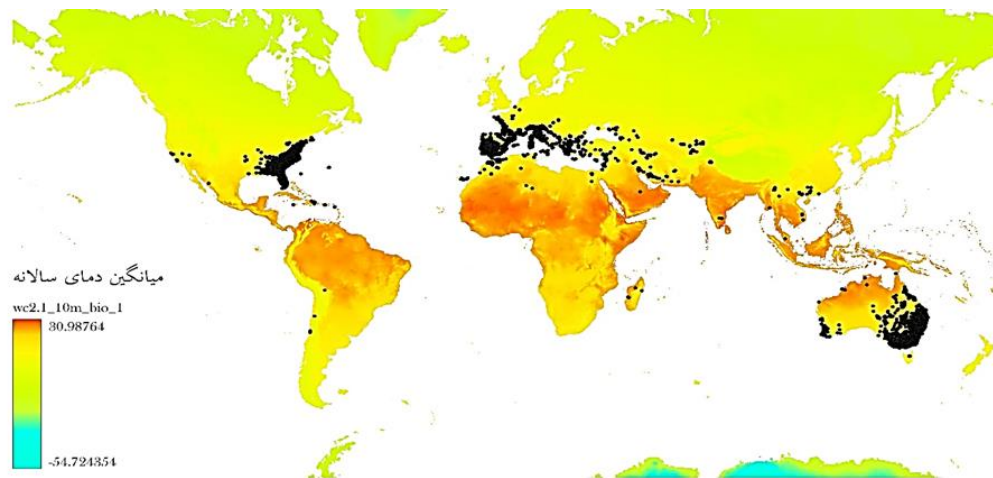 میانگین دمای سالانه
wc2.1_10m_bio_1
30.98764
-54.724354